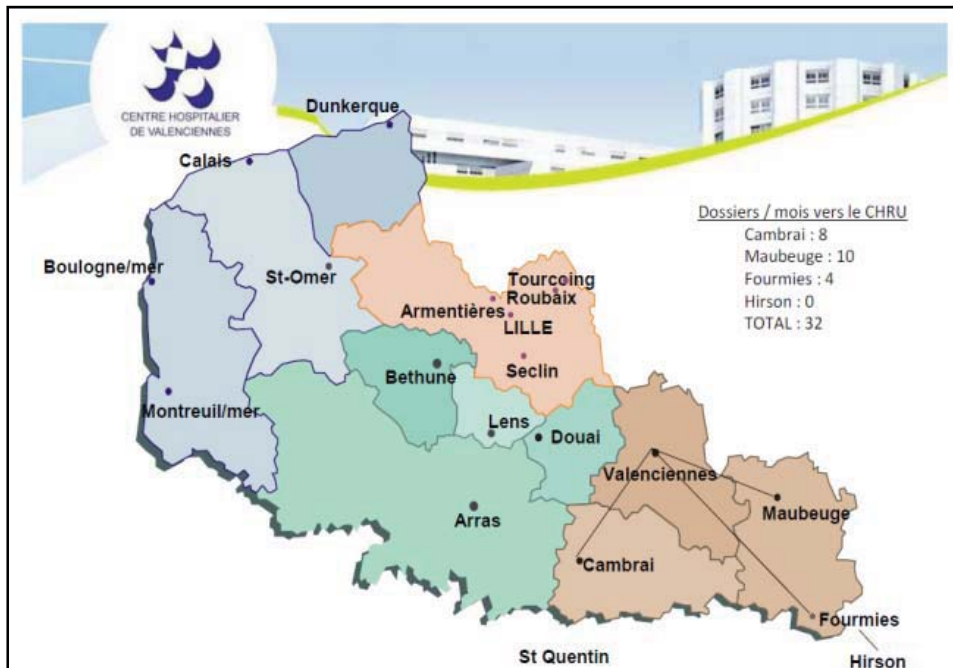 CENTRE HOSPITALIER
DE VALENCIENNES
Dunkerque
Calais
Dossiers / mois vers le CHRU
Cambrai : 8
Maubeuge : 10
Fourmies : 4
Hirson : 0
TOTAL : 32
Boulogne/mer
St-Omer
Tourcoing
Roubaix
Armentières
LILLE
Seclin
Bethune
Montreuil/mer
Lens
Douai
Valenciennes
Maubeuge
Arras
Cambrai
Fourmies
St Quentin
Hirson